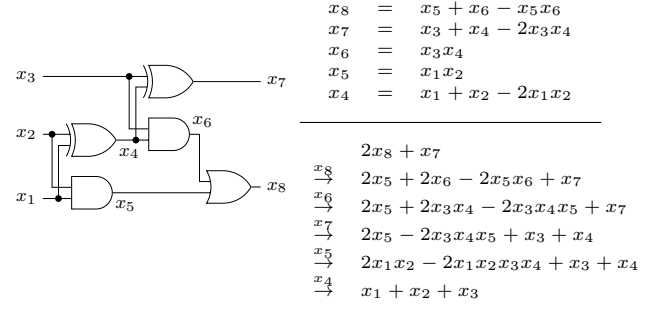 x₃
x₇
x₆
x₂
x₄
x₈
x₁
x₅
x₈ = x₅ + x₆ − x₅x₆
x₇ = x₃ + x₄ − 2x₃x₄
x₆ = x₃x₄
x₅ = x₁x₂
x₄ = x₁ + x₂ − 2x₁x₂
2x₈ + x₇
x₈→ 2x₅ + 2x₆ − 2x₅x₆ + x₇
x₆→ 2x₅ + 2x₃x₄ − 2x₃x₄x₅ + x₇
x₇→ 2x₅ − 2x₃x₄x₅ + x₃ + x₄
x₅→ 2x₁x₂ − 2x₁x₂x₃x₄ + x₃ + x₄
x₄→ x₁ + x₂ + x₃